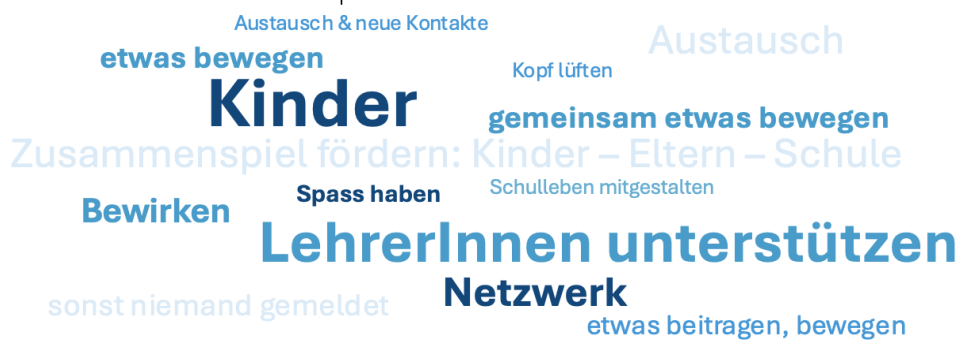 Austausch & neue Kontakte
Austausch
etwas bewegen
Kopf lüften
Kinder
gemeinsam etwas bewegen
Zusammenspiel fördern: Kinder – Eltern – Schule
Spass haben
Schulleben mitgestalten
Bewirken
LehrerInnen unterstützen
Netzwerk
sonst niemand gemeldet
etwas beitragen, bewegen